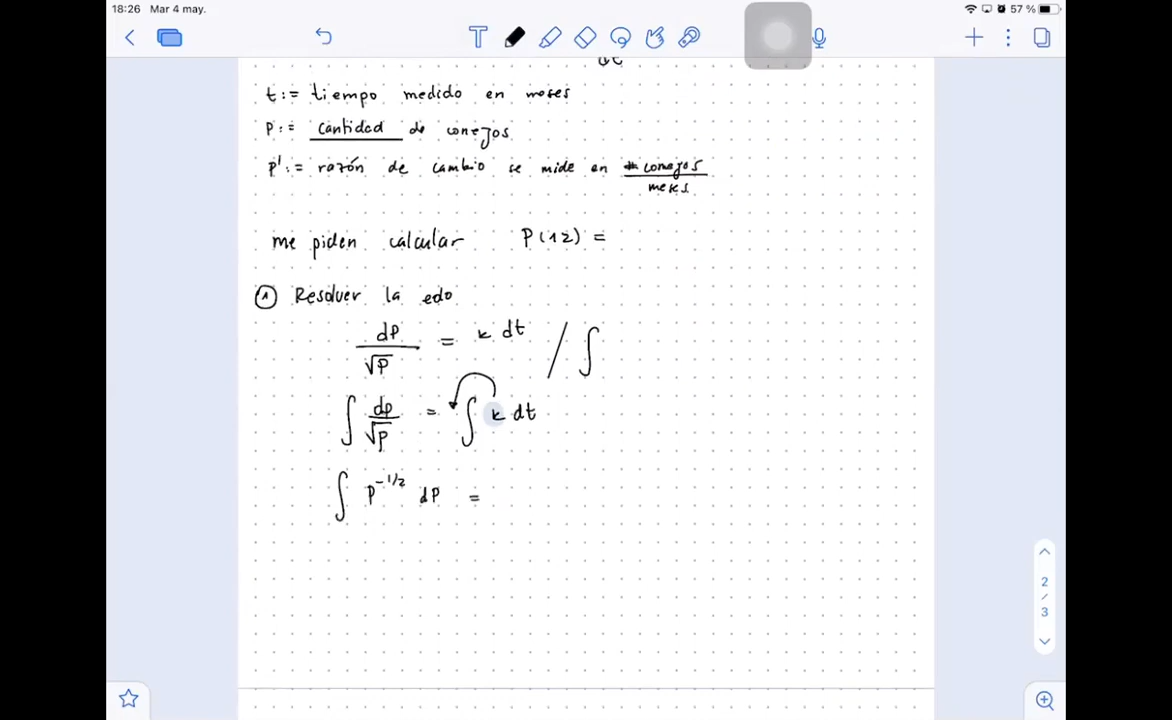 18:26 Mar 4 may. 57 %
t := tiempo medido en meses
P := cantidad de conejos
P' := razón de cambio se mide en # conejos
meses
me piden calcular P(12) =
1 Resolver la edo
dP/√P = k dt / ∫
∫ dp/√p = ∫ k dt
∫ P^-1/2 dP =
2
/
3